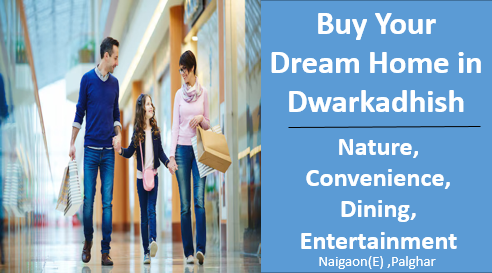 Buy Your
Dream Home in
Dwarkadhish
Nature,
Convenience,
Dining,
Entertainment
Naigaon(E) ,Palghar